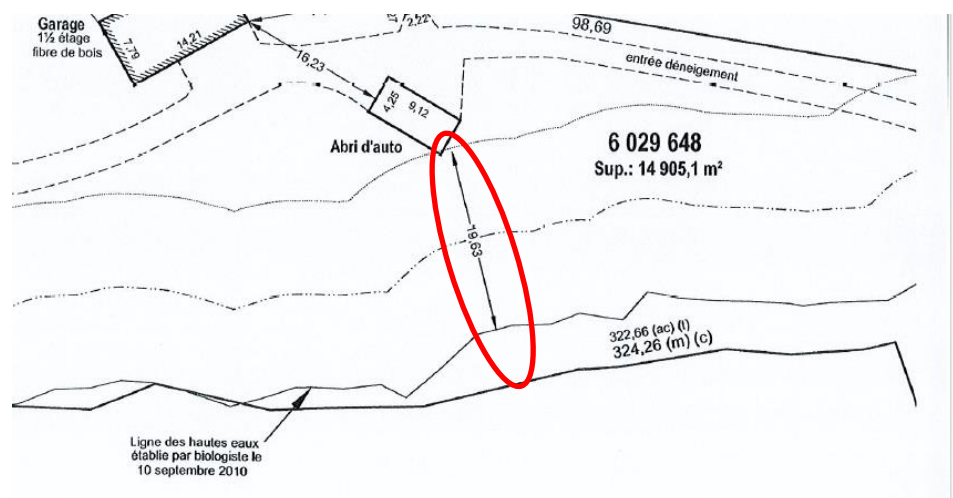 Garage
1½ étage
fibre de bois
7,79
14,21
2,22
98,69
16,23
entrée déneigement
4,25
9,12
Abri d'auto
6 029 648
Sup.: 14 905,1 m²
19,63
322,66 (ac) (l)
324,26 (m) (c)
Ligne des hautes eaux
établie par biologiste le
10 septembre 2010